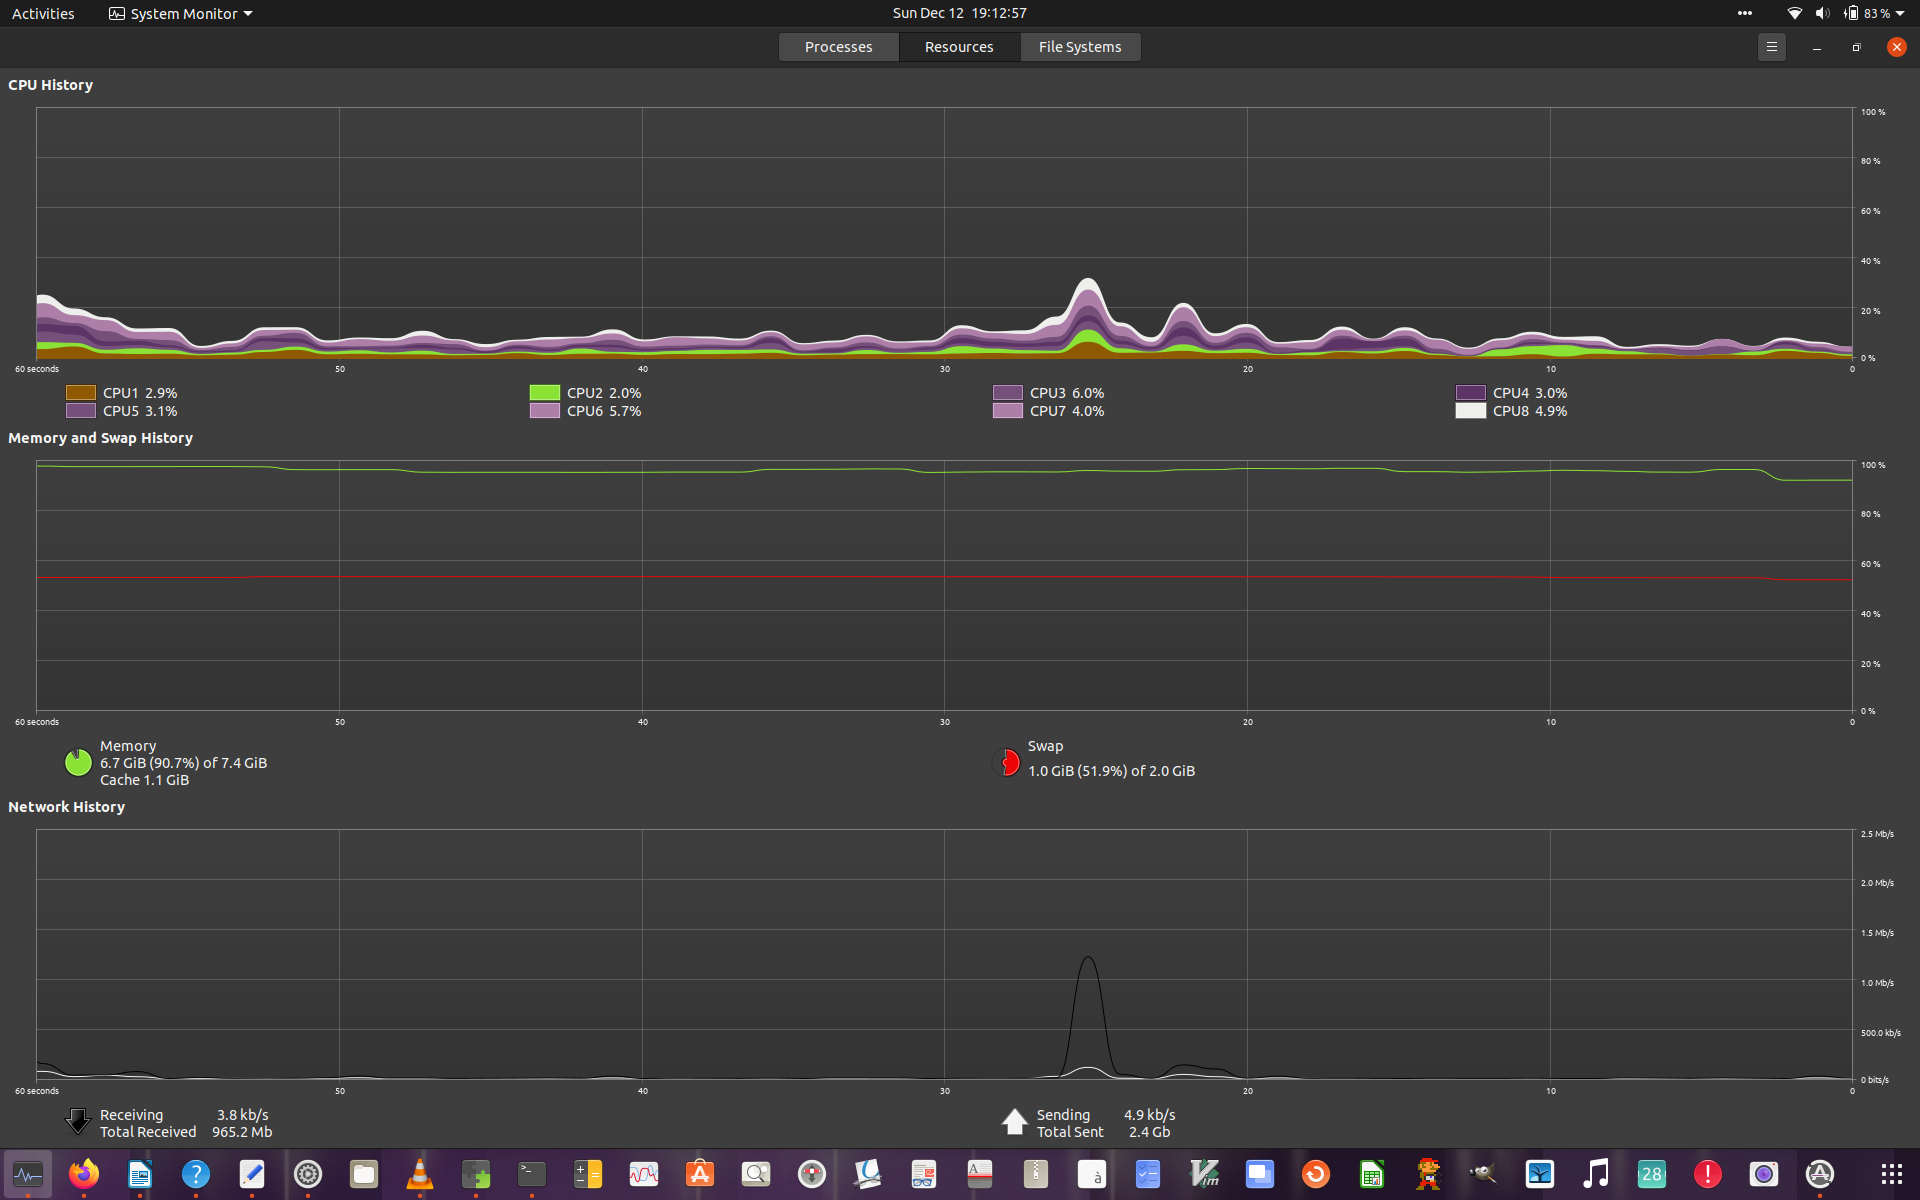 Activities System Monitor Sun Dec 12 19:12:57 83 %
Processes Resources File Systems
CPU History
100 %
80 %
60 %
40 %
20 %
0 %
60 seconds 50 40 30 20 10 0
CPU1 2.9% CPU2 2.0% CPU3 6.0% CPU4 3.0%
CPU5 3.1% CPU6 5.7% CPU7 4.0% CPU8 4.9%
Memory and Swap History
100 %
80 %
60 %
40 %
20 %
0 %
60 seconds 50 40 30 20 10 0
Memory
6.7 GiB (90.7%) of 7.4 GiB
Cache 1.1 GiB
Swap
1.0 GiB (51.9%) of 2.0 GiB
Network History
2.5 Mb/s
2.0 Mb/s
1.5 Mb/s
1.0 Mb/s
500.0 kb/s
0 bits/s
60 seconds 50 40 30 20 10 0
Receiving 3.8 kb/s
Total Received 965.2 Mb
Sending 4.9 kb/s
Total Sent 2.4 Gb
? >_ A à Vim 28 !